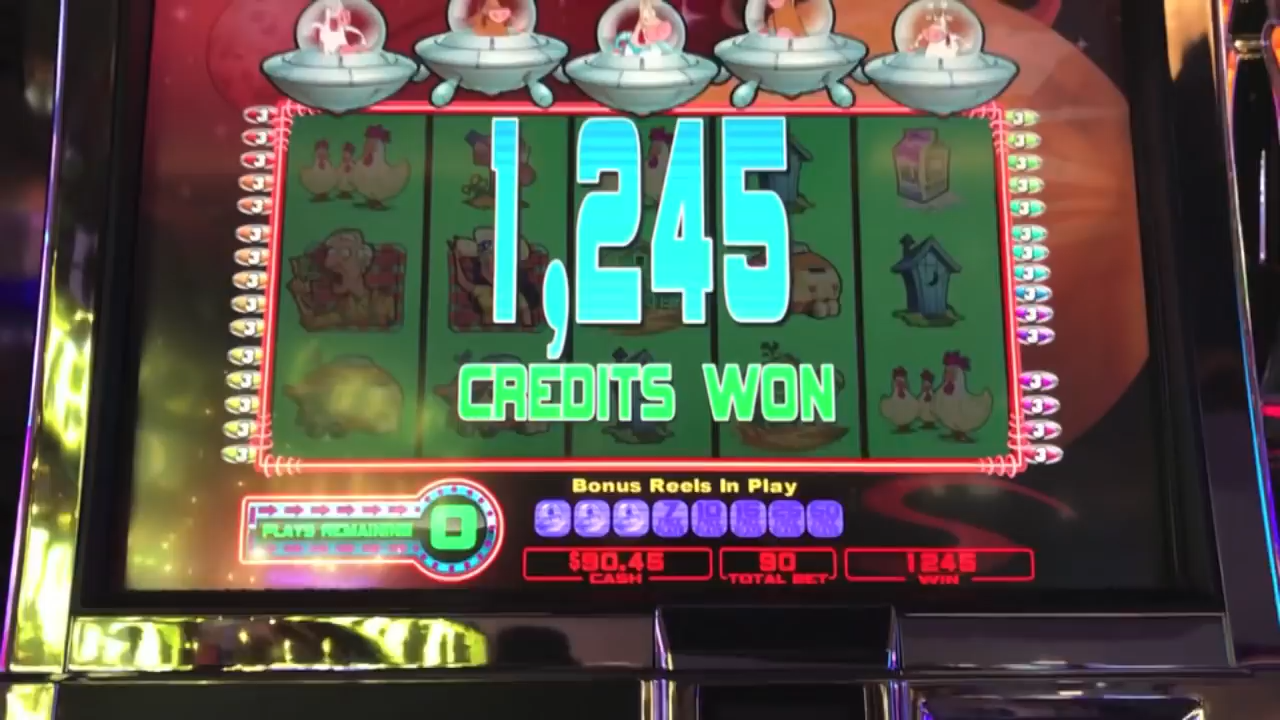 1,245
CREDITS WON
Bonus Reels In Play
PLAYS REMAINING 0
$90.45 90 1245
CASH TOTAL BET WIN